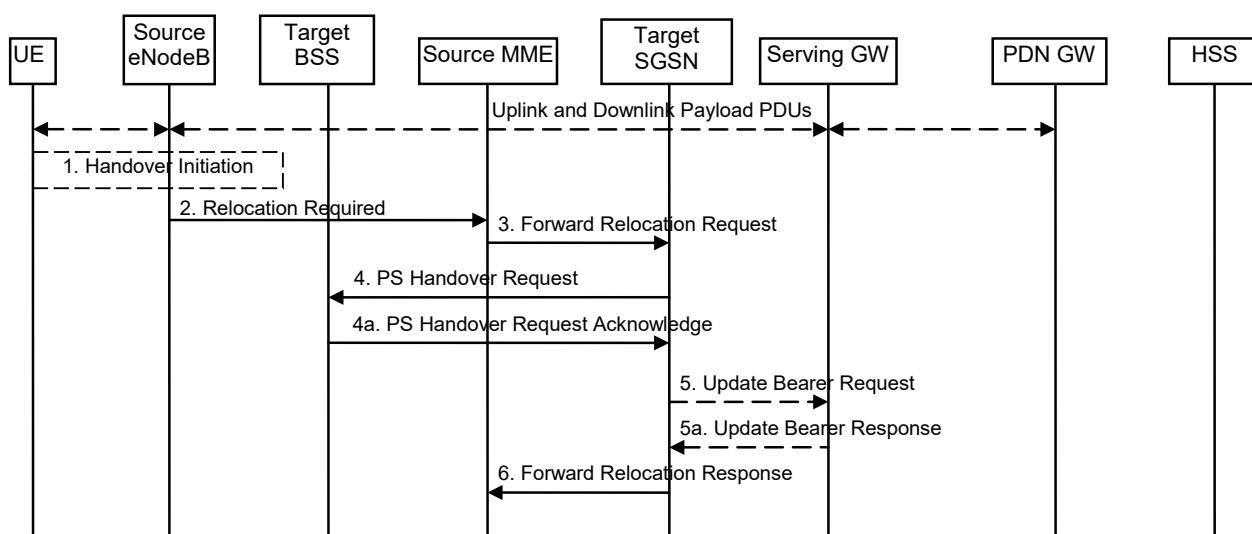 UE
Source
eNodeB
Target
BSS
Source MME
Target
SGSN
Serving GW
PDN GW
HSS
Uplink and Downlink Payload PDUs
1. Handover Initiation
2. Relocation Required
3. Forward Relocation Request
4. PS Handover Request
4a. PS Handover Request Acknowledge
5. Update Bearer Request
5a. Update Bearer Response
6. Forward Relocation Response